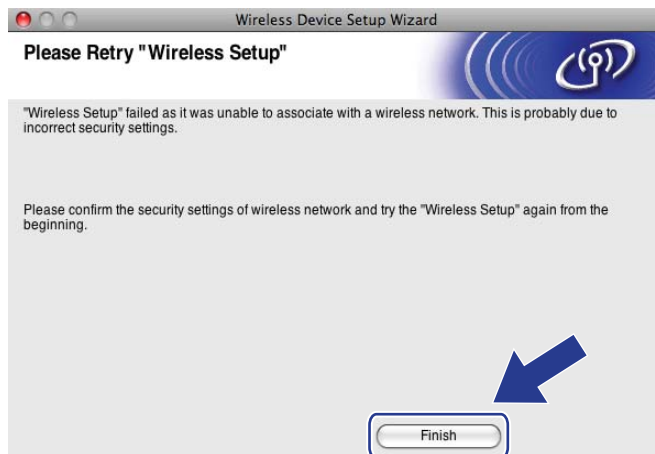 Wireless Device Setup Wizard
Please Retry "Wireless Setup"
"Wireless Setup" failed as it was unable to associate with a wireless network. This is probably due to
incorrect security settings.
Please confirm the security settings of wireless network and try the "Wireless Setup" again from the
beginning.
Finish